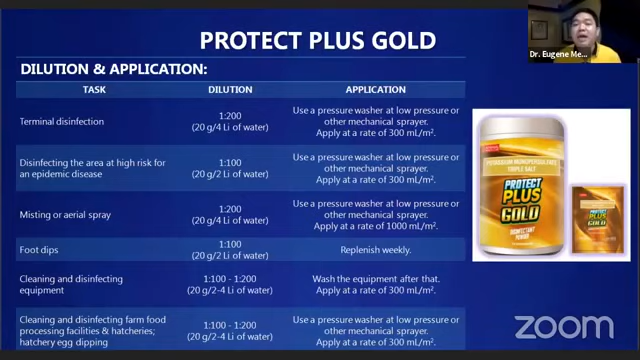 PROTECT PLUS GOLD
Dr. Eugene Me...
DILUTION & APPLICATION:
TASK DILUTION APPLICATION
Terminal disinfection
1:200
(20 g/4 Li of water)
Use a pressure washer at low pressure or
other mechanical sprayer.
Apply at a rate of 300 mL/m².
Disinfecting the area at high risk for
an epidemic disease
1:100
(20 g/2 Li of water)
Use a pressure washer at low pressure or
other mechanical sprayer.
Apply at a rate of 300 mL/m².
Misting or aerial spray
1:200
(20 g/4 Li of water)
Use a pressure washer at low pressure or
other mechanical sprayer.
Apply at a rate of 1000 mL/m².
Foot dips
1:100
(20 g/2 Li of water)
Replenish weekly.
Cleaning and disinfecting
equipment
1:100 - 1:200
(20 g/2-4 Li of water)
Wash the equipment after that.
Apply at a rate of 300 mL/m².
Cleaning and disinfecting farm food
processing facilities & hatcheries;
hatchery egg dipping
1:100 - 1:200
(20 g/2-4 Li of water)
Use a pressure washer at low pressure or
other mechanical sprayer.
Apply at a rate of 300 mL/m².
TRIPLE SALT
PROTECT
PLUS
GOLD
DISINFECTANT
POWDER
PROTECT
PLUS
GOLD
zoom